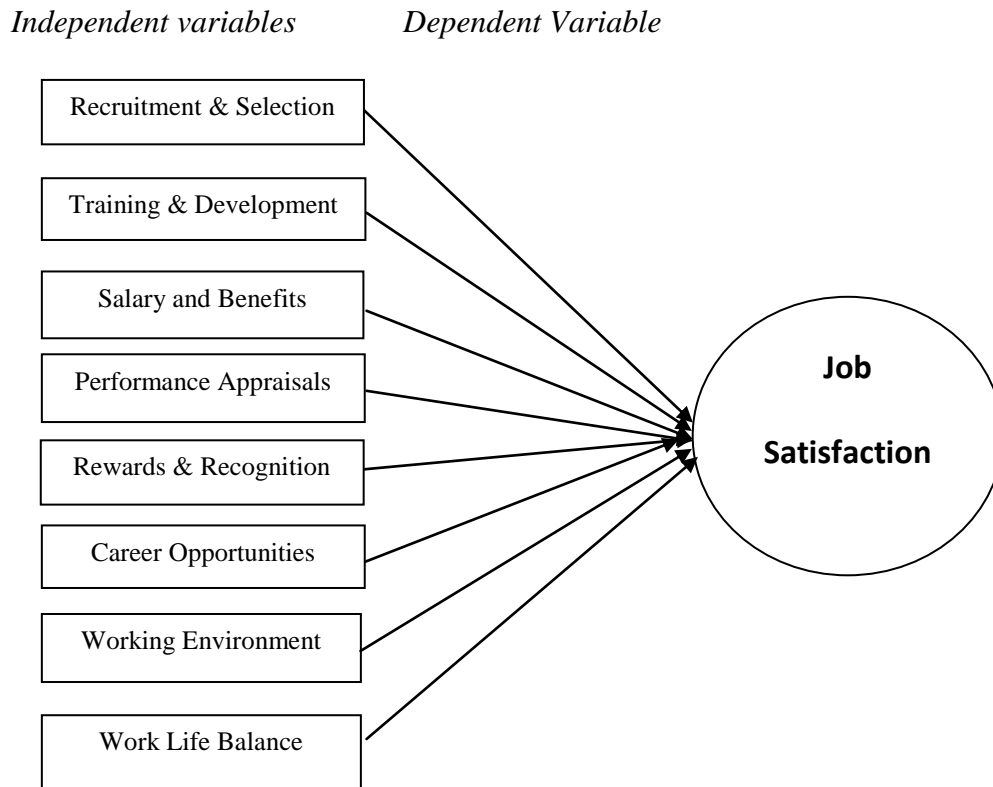 Independent variables Dependent Variable
Recruitment & Selection
Training & Development
Salary and Benefits
Performance Appraisals
Rewards & Recognition
Career Opportunities
Working Environment
Work Life Balance
Job
Satisfaction